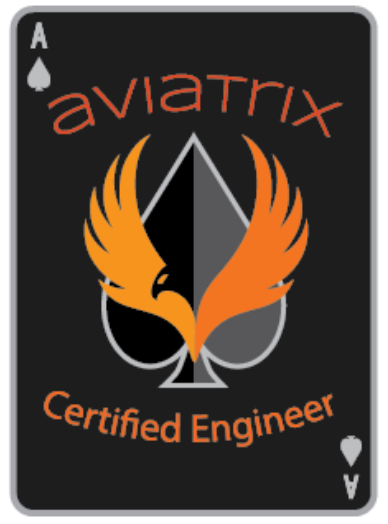 A
aviatrix
Certified Engineer
A